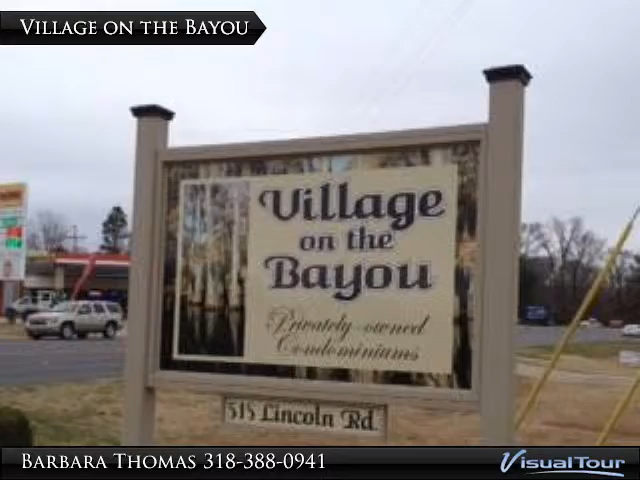 Village on the Bayou
Village
on the
Bayou
Privately-owned
Condominiums
515 Lincoln Rd.
Barbara Thomas 318-388-0941
VisualTour